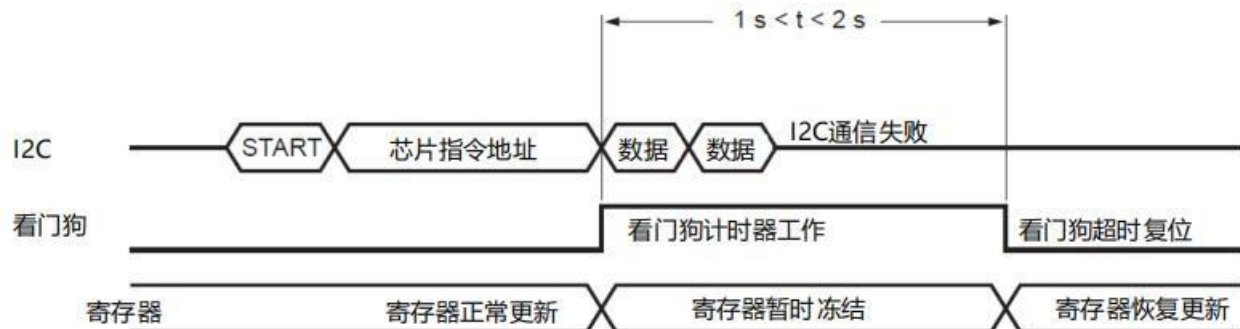 1 s < t < 2 s
I2C START 芯片指令地址 数据 数据 I2C通信失败
看门狗 看门狗计时器工作 看门狗超时复位
寄存器 寄存器正常更新 寄存器暂时冻结 寄存器恢复更新